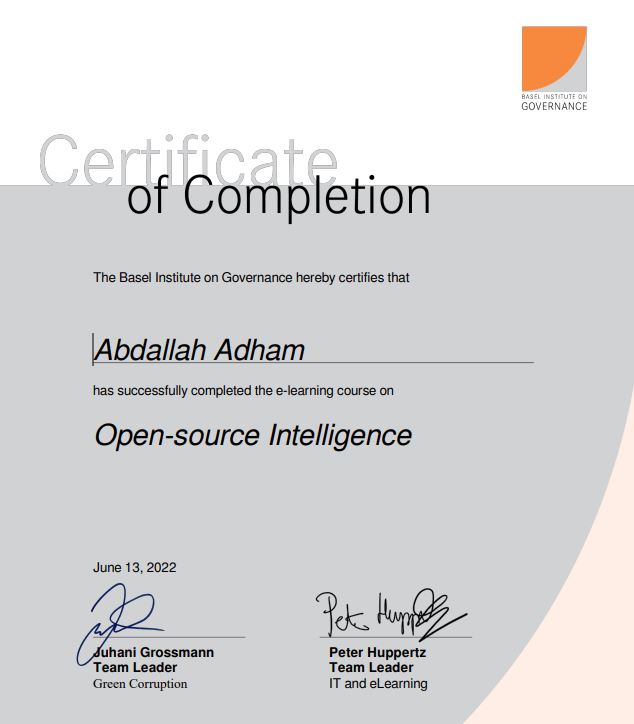 BASEL INSTITUTE ON
GOVERNANCE
Certificate
of Completion
The Basel Institute on Governance hereby certifies that
Abdallah Adham
has successfully completed the e-learning course on
Open-source Intelligence
June 13, 2022
Peter Huppertz
Juhani Grossmann
Team Leader
Green Corruption
Peter Huppertz
Team Leader
IT and eLearning